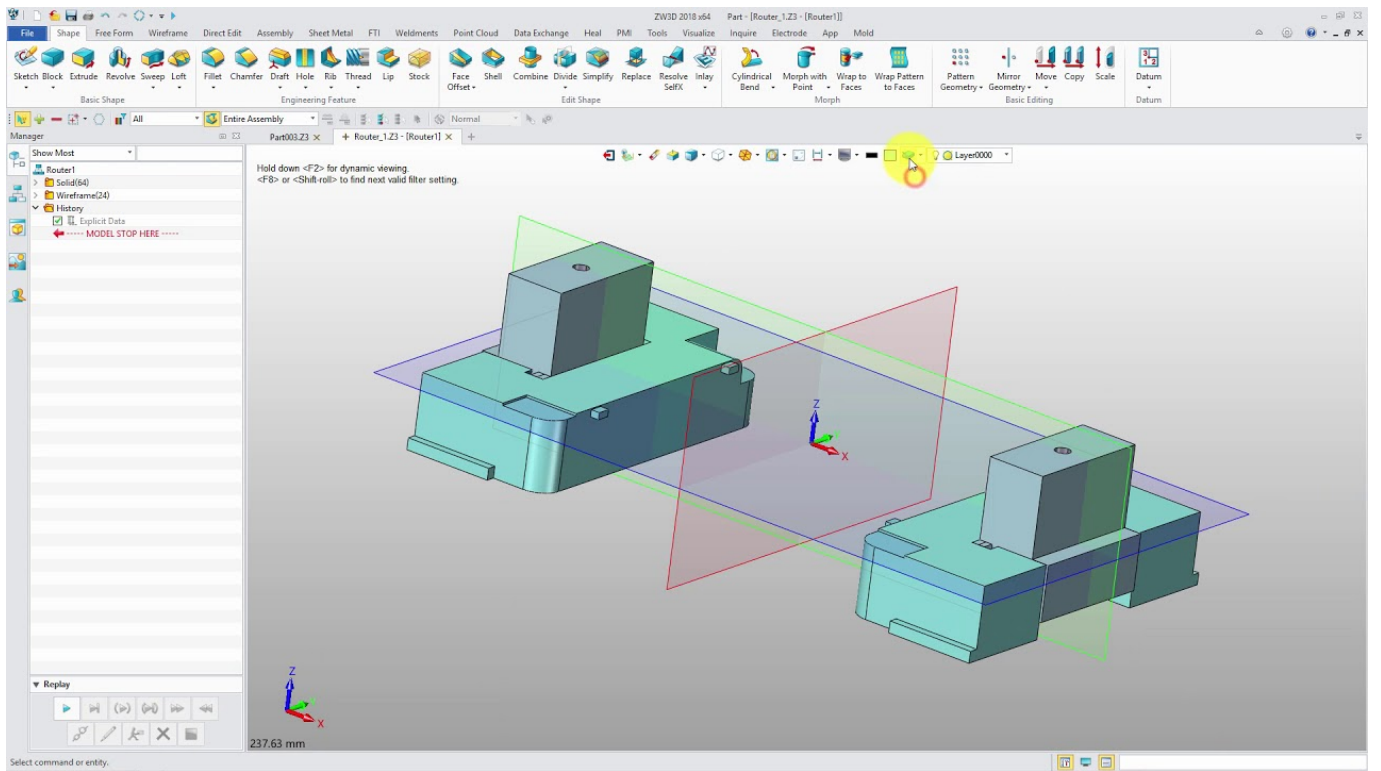 ZW3D 2018 x64 Part - [Router_1.Z3 - [Router1]]
File Shape Free Form Wireframe Direct Edit Assembly Sheet Metal FTI Weldments Point Cloud Data Exchange Heal PMI Tools Visualize Inquire Electrode App Mold
Sketch Block Extrude Revolve Sweep Loft Fillet Chamfer Draft Hole Rib Thread Lip Stock Face Offset Shell Combine Divide Simplify Replace Resolve SelfX Inlay Cylindrical Bend Morph with Point Wrap to Faces Wrap Pattern to Faces Pattern Geometry Mirror Geometry Move Copy Scale Datum
Basic Shape Engineering Feature Edit Shape Morph Basic Editing Datum
All Entire Assembly Normal
Manager Part003.Z3 Router_1.Z3 - [Router1]
Show Most
Layer0000
Hold down <F2> for dynamic viewing.
<F8> or <Shift-roll> to find next valid filter setting.
Router1
Solid(64)
Wireframe(24)
History
Explicit Data
----- MODEL STOP HERE -----
Z
X
Replay
Z
X
237.63 mm
Select command or entity.